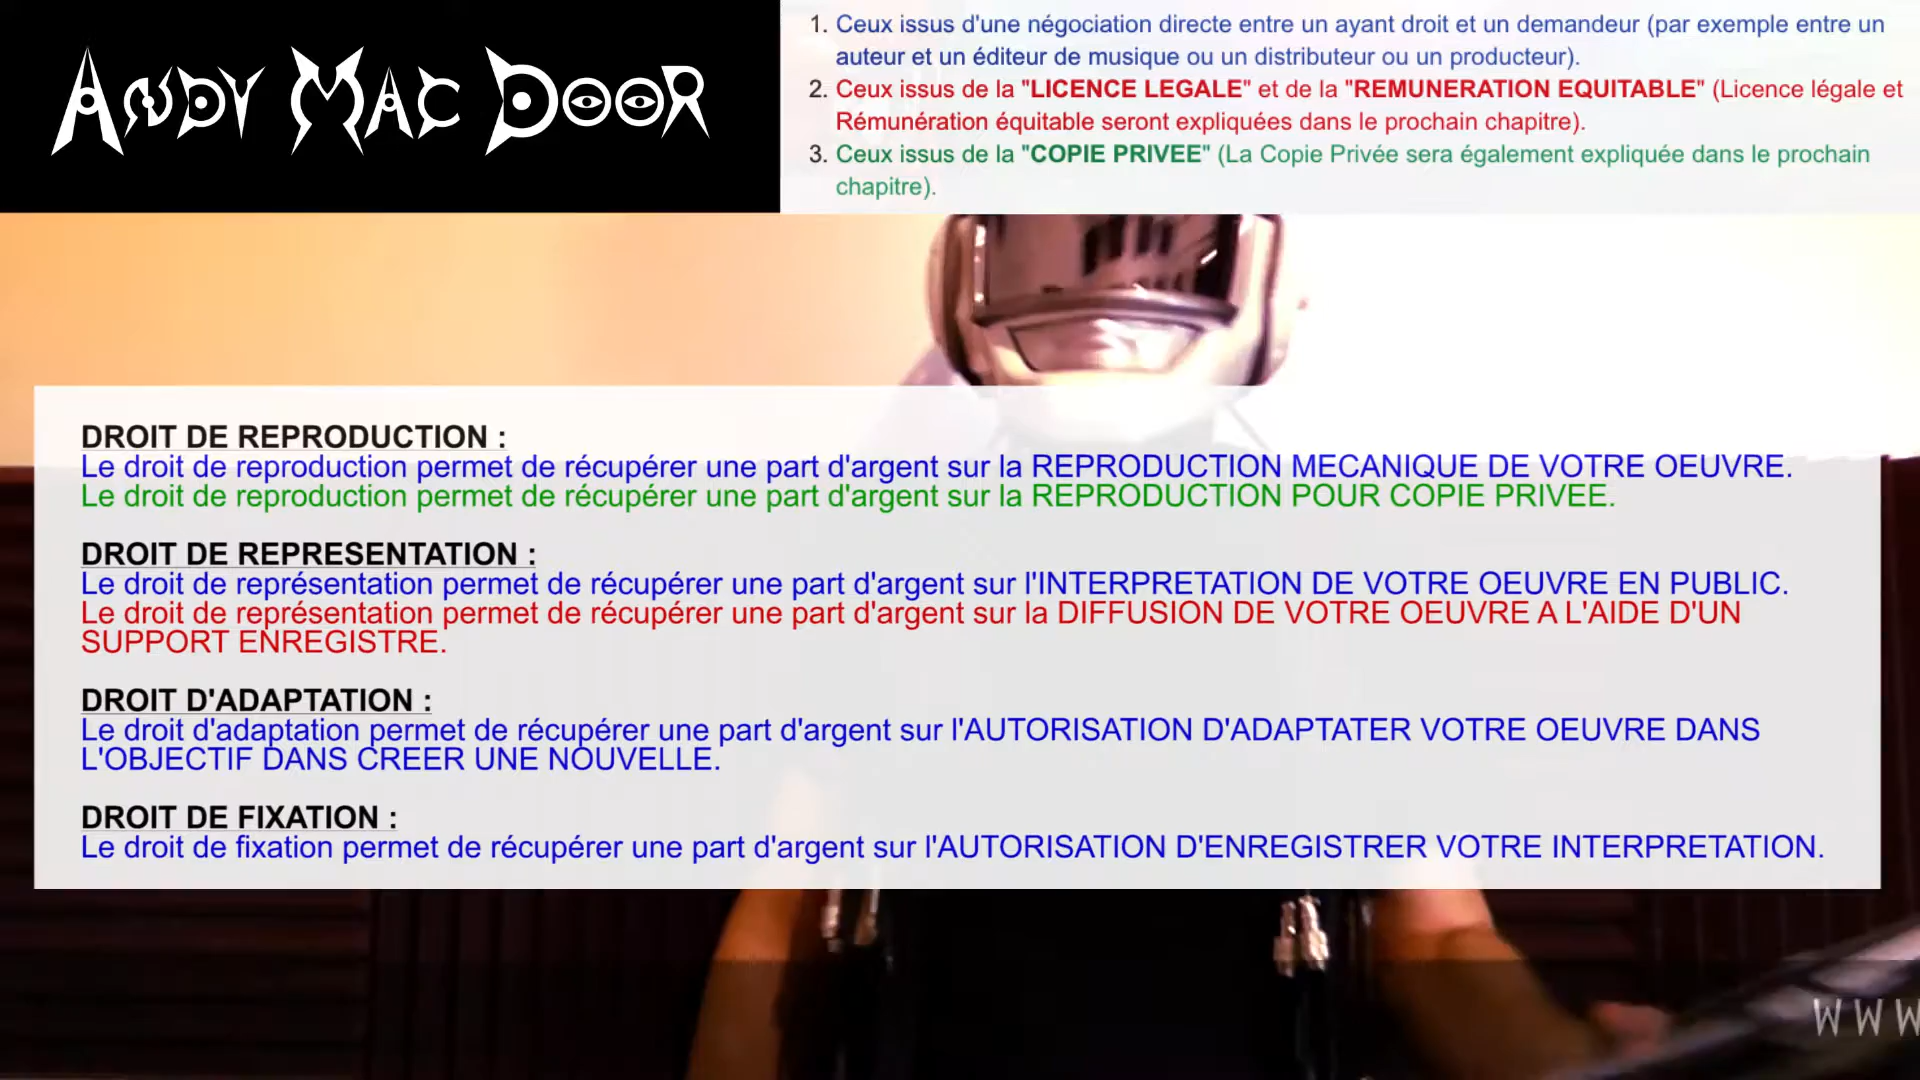 ANDY MAC DOOR
1. Ceux issus d'une négociation directe entre un ayant droit et un demandeur (par exemple entre un
auteur et un éditeur de musique ou un distributeur ou un producteur).
2. Ceux issus de la "LICENCE LEGALE" et de la "REMUNERATION EQUITABLE" (Licence légale et
Rémunération équitable seront expliquées dans le prochain chapitre).
3. Ceux issus de la "COPIE PRIVEE" (La Copie Privée sera également expliquée dans le prochain
chapitre).
DROIT DE REPRODUCTION :
Le droit de reproduction permet de récupérer une part d'argent sur la REPRODUCTION MECANIQUE DE VOTRE OEUVRE.
Le droit de reproduction permet de récupérer une part d'argent sur la REPRODUCTION POUR COPIE PRIVEE.
DROIT DE REPRESENTATION :
Le droit de représentation permet de récupérer une part d'argent sur l'INTERPRETATION DE VOTRE OEUVRE EN PUBLIC.
Le droit de représentation permet de récupérer une part d'argent sur la DIFFUSION DE VOTRE OEUVRE A L'AIDE D'UN
SUPPORT ENREGISTRE.
DROIT D'ADAPTATION :
Le droit d'adaptation permet de récupérer une part d'argent sur l'AUTORISATION D'ADAPTATER VOTRE OEUVRE DANS
L'OBJECTIF DANS CREER UNE NOUVELLE.
DROIT DE FIXATION :
Le droit de fixation permet de récupérer une part d'argent sur l'AUTORISATION D'ENREGISTRER VOTRE INTERPRETATION.
WWW